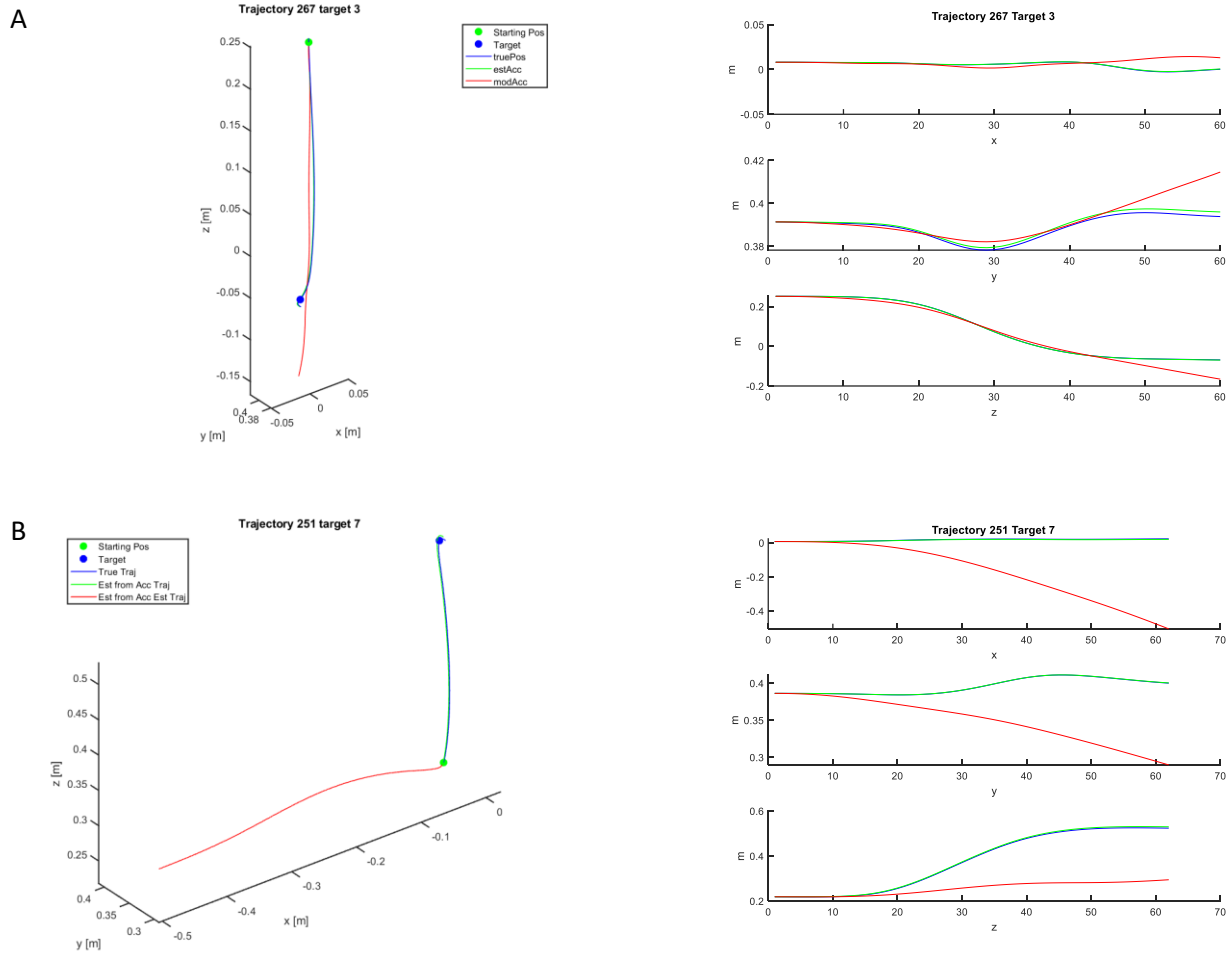 A
Trajectory 267 target 3
Starting Pos
Target
truePos
estAcc
modAcc
0.25
0.2
0.15
0.1
0.05
0
-0.05
-0.1
-0.15
z [m]
0.4
0.38
y [m]
-0.05
0
0.05
x [m]
Trajectory 267 Target 3
0.05
0
-0.05
m
0 10 20 30 40 50 60
x
0.42
0.4
0.38
m
0 10 20 30 40 50 60
y
0.2
0
-0.2
m
0 10 20 30 40 50 60
z
B
Trajectory 251 target 7
Starting Pos
Target
True Traj
Est from Acc Traj
Est from Acc Est Traj
0.5
0.45
0.4
0.35
0.3
0.25
z [m]
0.4
0.35
0.3
y [m]
-0.5
-0.4
-0.3
-0.2
-0.1
0
x [m]
Trajectory 251 Target 7
0
-0.2
-0.4
m
0 10 20 30 40 50 60 70
x
0.4
0.35
0.3
m
0 10 20 30 40 50 60 70
y
0.6
0.4
0.2
m
0 10 20 30 40 50 60 70
z